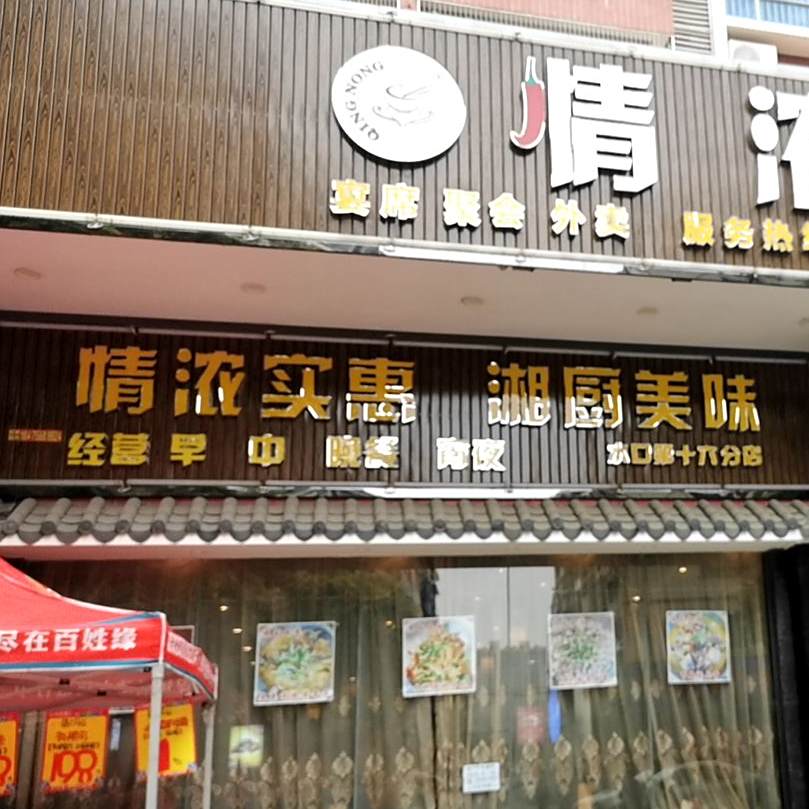 QING NONG
情浓
宴席 聚会 外卖 服务热
情浓实惠 湘厨美味
经营早 中 晚餐 宵夜 水口第十六分店
尽在百姓缘
198